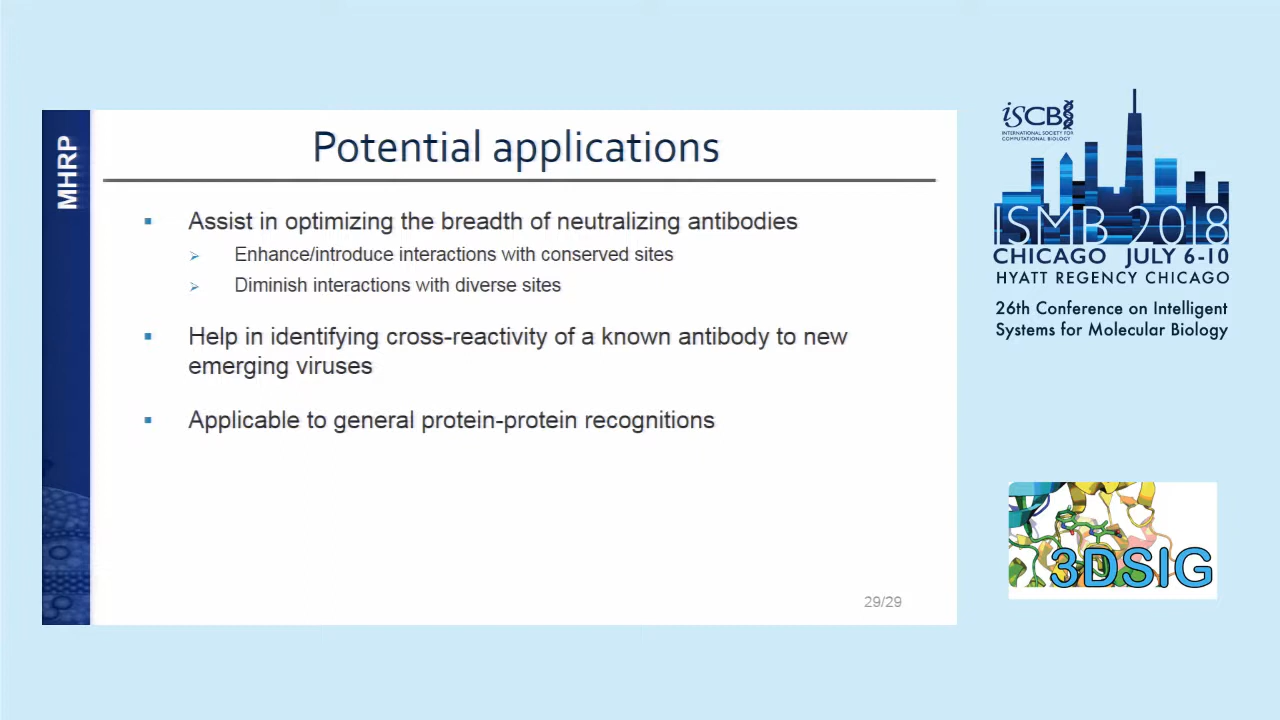 MHRP
Potential applications
Assist in optimizing the breadth of neutralizing antibodies
Enhance/introduce interactions with conserved sites
Diminish interactions with diverse sites
Help in identifying cross-reactivity of a known antibody to new
emerging viruses
Applicable to general protein-protein recognitions
29/29
iSCB
INTERNATIONAL SOCIETY FOR
COMPUTATIONAL BIOLOGY
ISMB 2018
CHICAGO JULY 6-10
HYATT REGENCY CHICAGO
26th Conference on Intelligent
Systems for Molecular Biology
3DSIG